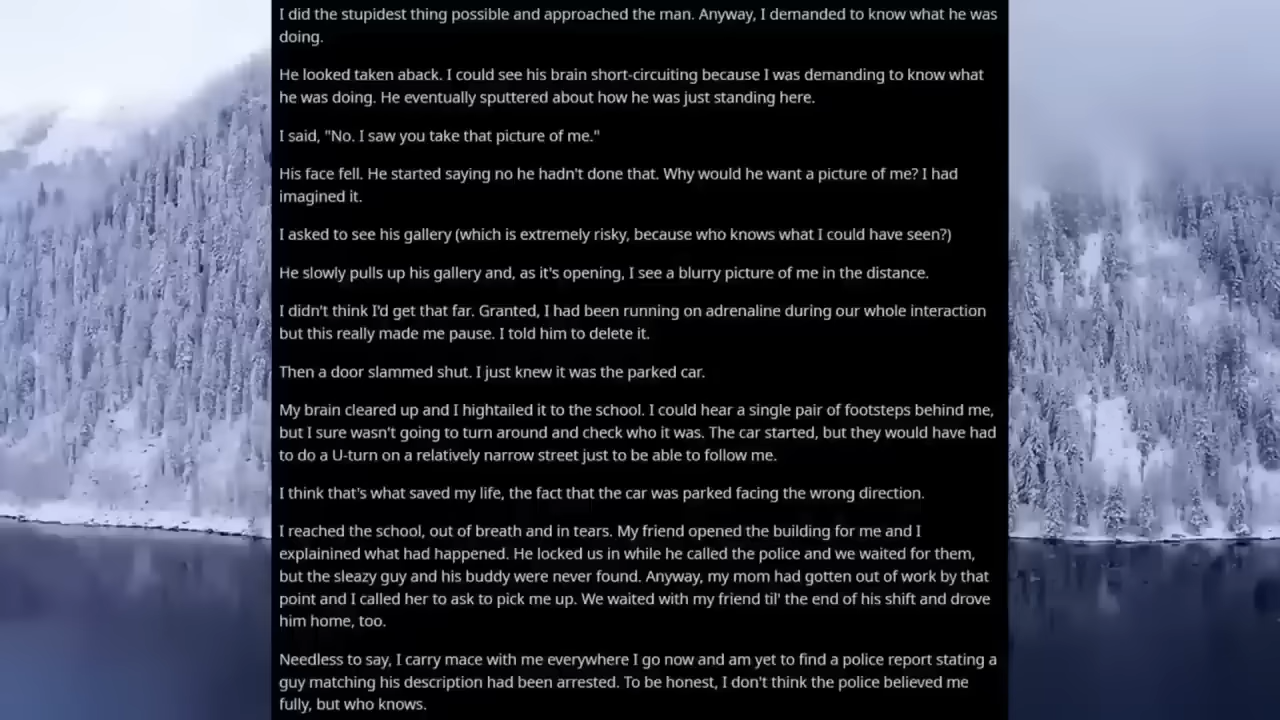 I did the stupidest thing possible and approached the man. Anyway, I demanded to know what he was
doing.
He looked taken aback. I could see his brain short-circuiting because I was demanding to know what
he was doing. He eventually sputtered about how he was just standing here.
I said, "No. I saw you take that picture of me."
His face fell. He started saying no he hadn't done that. Why would he want a picture of me? I had
imagined it.
I asked to see his gallery (which is extremely risky, because who knows what I could have seen?)
He slowly pulls up his gallery and, as it's opening, I see a blurry picture of me in the distance.
I didn't think I'd get that far. Granted, I had been running on adrenaline during our whole interaction
but this really made me pause. I told him to delete it.
Then a door slammed shut. I just knew it was the parked car.
My brain cleared up and I hightailed it to the school. I could hear a single pair of footsteps behind me,
but I sure wasn't going to turn around and check who it was. The car started, but they would have had
to do a U-turn on a relatively narrow street just to be able to follow me.
I think that's what saved my life, the fact that the car was parked facing the wrong direction.
I reached the school, out of breath and in tears. My friend opened the building for me and I
explainined what had happened. He locked us in while he called the police and we waited for them,
but the sleazy guy and his buddy were never found. Anyway, my mom had gotten out of work by that
point and I called her to ask to pick me up. We waited with my friend til' the end of his shift and drove
him home, too.
Needless to say, I carry mace with me everywhere I go now and am yet to find a police report stating a
guy matching his description had been arrested. To be honest, I don't think the police believed me
fully, but who knows.